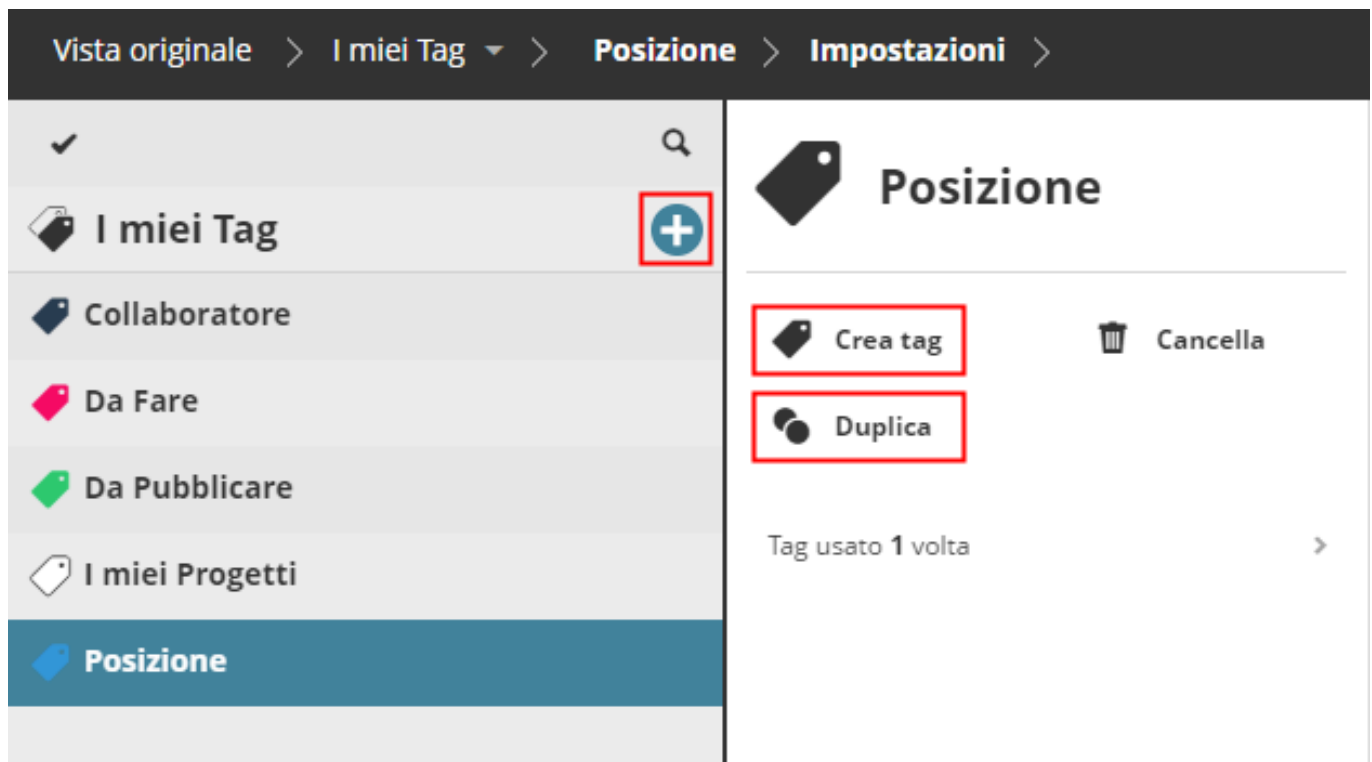 Vista originale > I miei Tag > Posizione > Impostazioni >
I miei Tag
Collaboratore
Da Fare
Da Pubblicare
I miei Progetti
Posizione
Posizione
Crea tag
Cancella
Duplica
Tag usato 1 volta